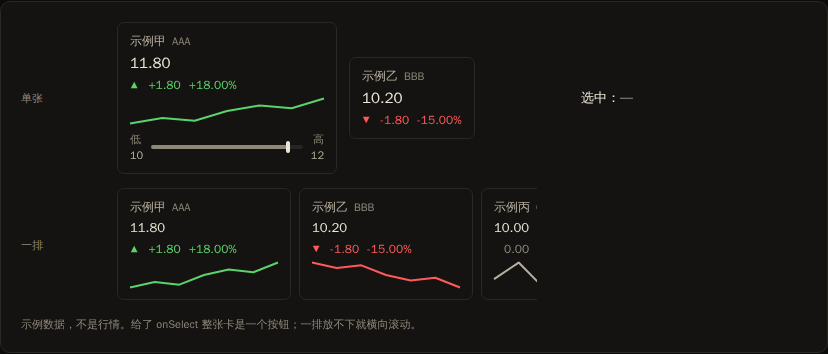 单张
示例甲 AAA
11.80
▲ +1.80 +18.00%
低 高
10 12
示例乙 BBB
10.20
▼ -1.80 -15.00%
选中：—
一排
示例甲 AAA
11.80
▲ +1.80 +18.00%
示例乙 BBB
10.20
▼ -1.80 -15.00%
示例丙
10.00
0.00
示例数据，不是行情。给了 onSelect 整张卡是一个按钮；一排放不下就横向滚动。